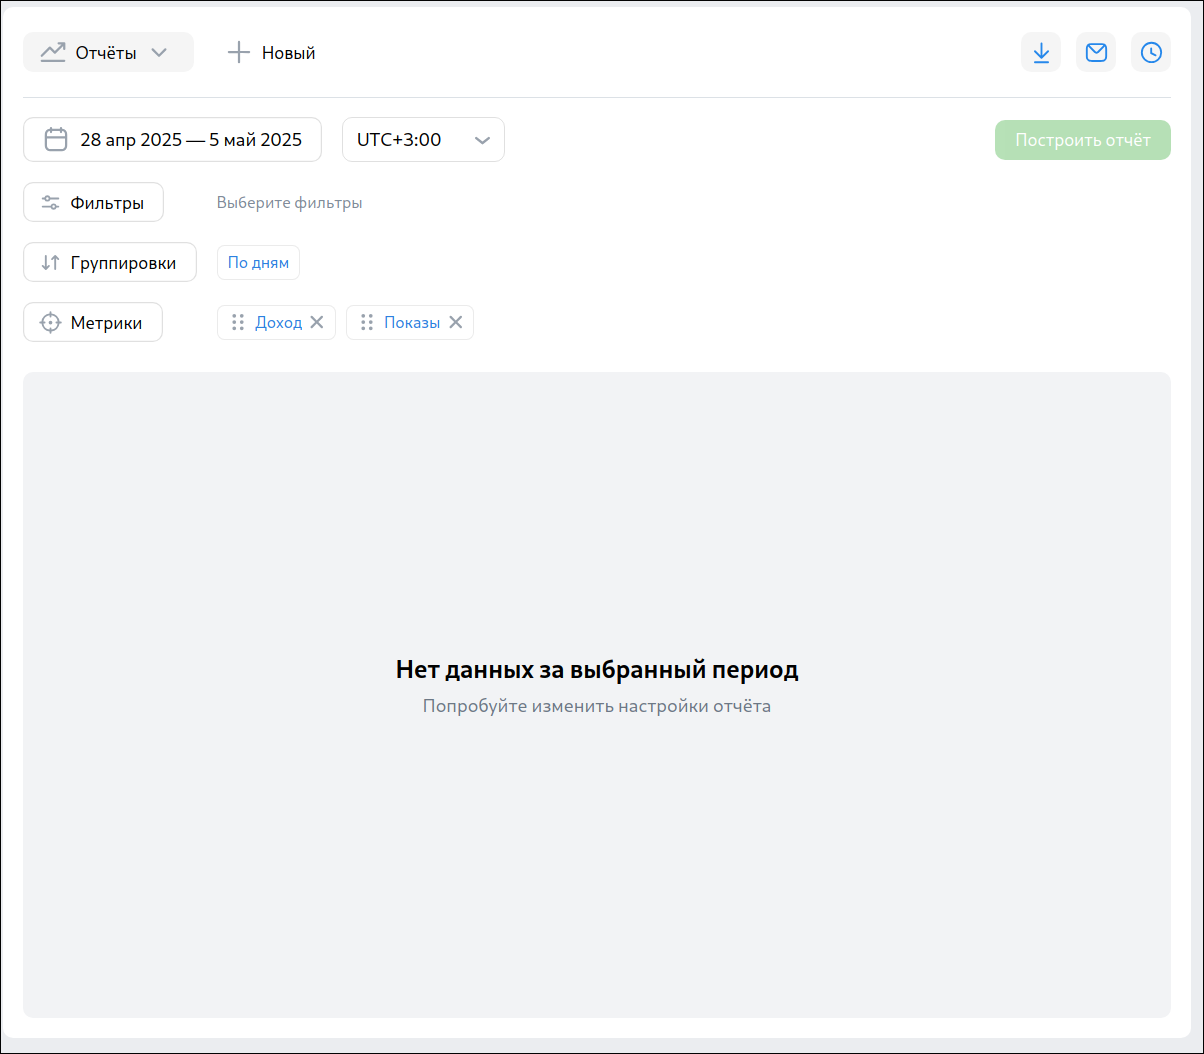 Отчёты
Новый
28 апр 2025 — 5 май 2025
UTC+3:00
Построить отчёт
Фильтры
Выберите фильтры
Группировки
По дням
Метрики
Доход
Показы
Нет данных за выбранный период
Попробуйте изменить настройки отчёта